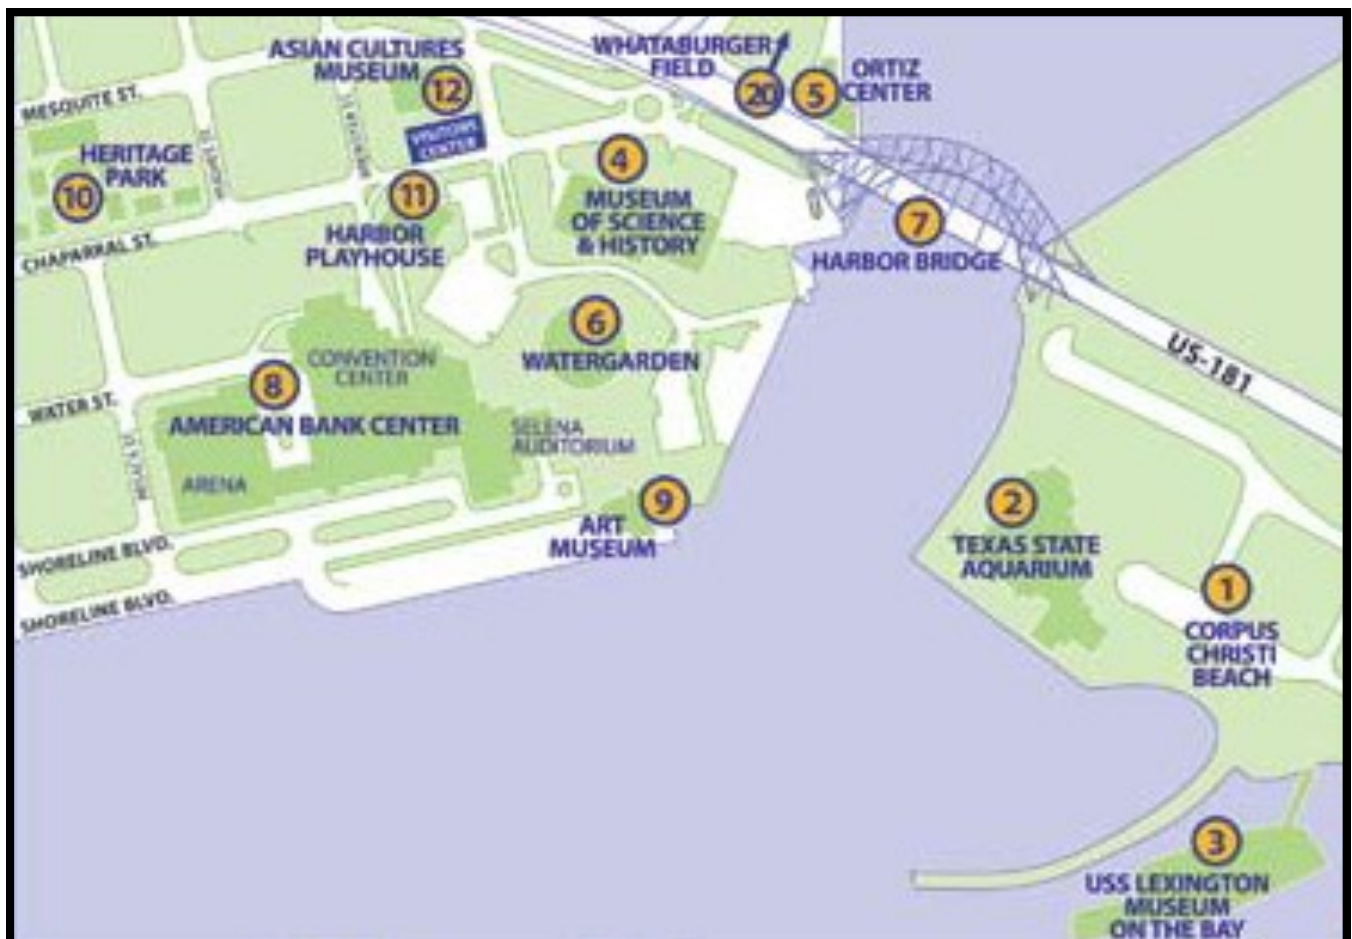 ASIAN CULTURES
MUSEUM
12
WHATABURGER
FIELD
20
5
ORTIZ
CENTER
MESQUITE ST.
VISITORS
CENTER
HERITAGE
PARK
10
11
HARBOR
PLAYHOUSE
4
MUSEUM
OF SCIENCE
& HISTORY
7
HARBOR BRIDGE
CHAPARRAL ST.
6
WATERGARDEN
US-181
CONVENTION
CENTER
8
AMERICAN BANK CENTER
WATER ST.
SELENA
AUDITORIUM
ARENA
9
ART
MUSEUM
2
TEXAS STATE
AQUARIUM
SHORELINE BLVD.
SHORELINE BLVD.
1
CORPUS
CHRISTI
BEACH
3
USS LEXINGTON
MUSEUM
ON THE BAY